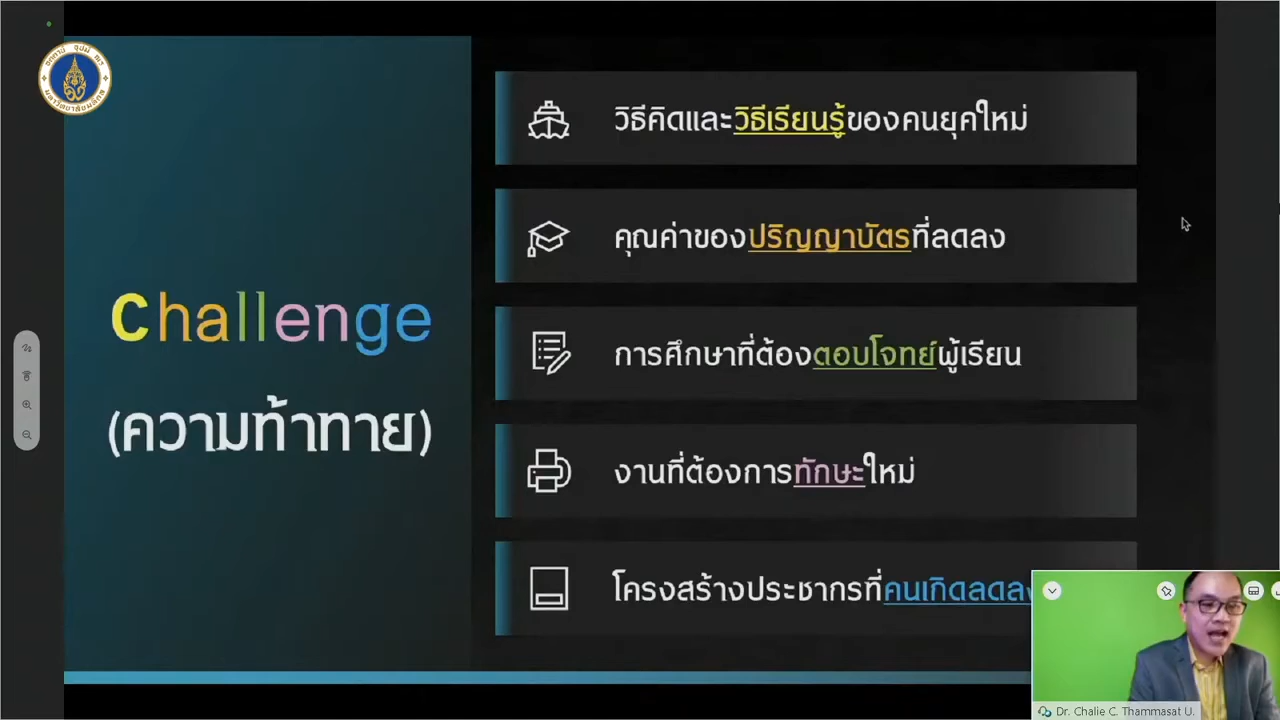 Challenge
(ความท้าทาย)
วิธีคิดและวิธีเรียนรู้ของคนยุคใหม่
คุณค่าของปริญญาบัตรที่ลดลง
การศึกษาที่ต้องตอบโจทย์ผู้เรียน
งานที่ต้องการทักษะใหม่
โครงสร้างประชากรที่คนเกิดลดลง
Dr. Chalie C. Thammasat U.